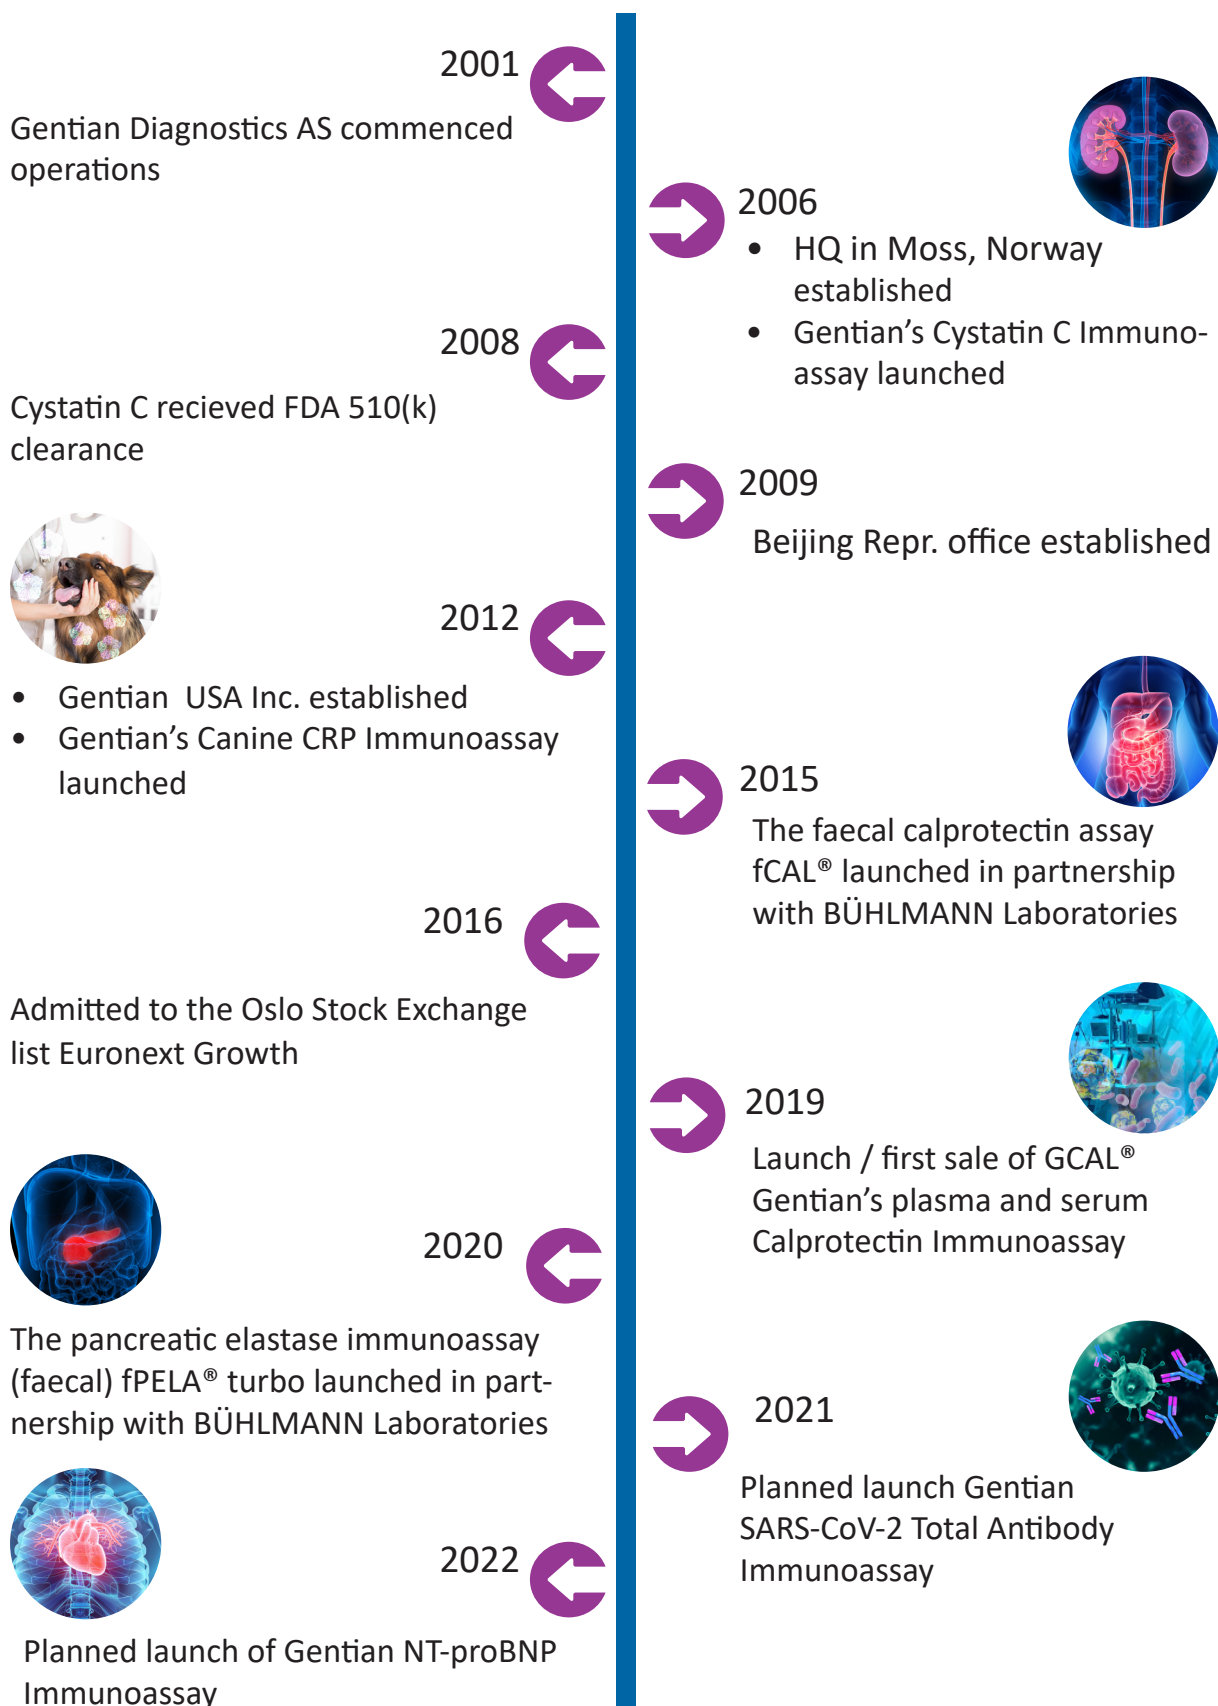 2001
Gentian Diagnostics AS commenced
operations
2006
• HQ in Moss, Norway
established
• Gentian's Cystatin C Immuno-
assay launched
2008
Cystatin C recieved FDA 510(k)
clearance
2009
Beijing Repr. office established
2012
• Gentian  USA Inc. established
• Gentian's Canine CRP Immunoassay
launched
2015
The faecal calprotectin assay
fCAL® launched in partnership
with BÜHLMANN Laboratories
2016
Admitted to the Oslo Stock Exchange
list Euronext Growth
2019
Launch / first sale of GCAL®
Gentian's plasma and serum
Calprotectin Immunoassay
2020
The pancreatic elastase immunoassay
(faecal) fPELA® turbo launched in part-
nership with BÜHLMANN Laboratories
2021
Planned launch Gentian
SARS-CoV-2 Total Antibody
Immunoassay
2022
Planned launch of Gentian NT-proBNP
Immunoassay